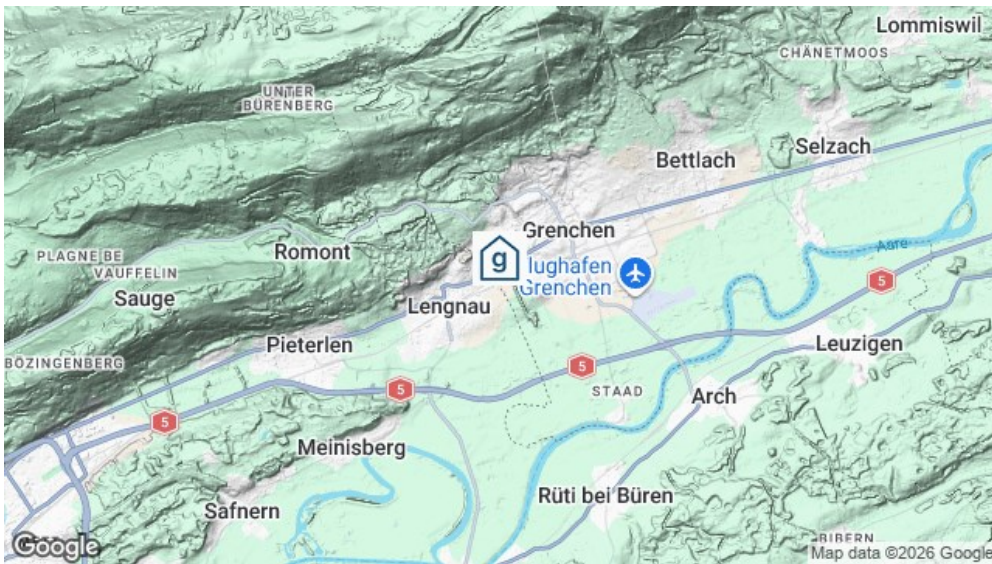 Lommiswil
CHÄNETMOOS
UNTER
BÜRENBERG
Selzach
Bettlach
Grenchen
Romont
PLAGNE BE
VAUFFELIN
Aare
g
lughafen
Grenchen
5
Sauge
Lengnau
Pieterlen
Leuzigen
BÖZINGENBERG
5
5
STAAD
Arch
5
Meinisberg
Rüti bei Büren
Safnern
BIBERN
Google
Map data ©2026 Google